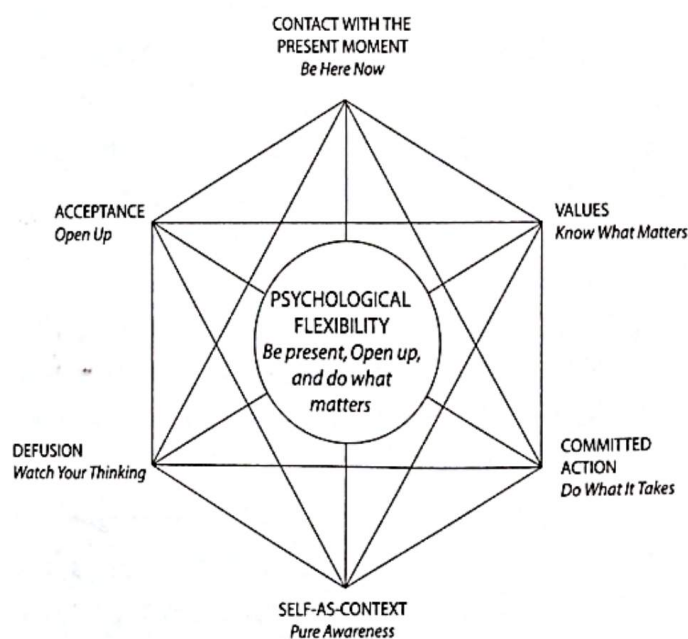 CONTACT WITH THE
PRESENT MOMENT
Be Here Now
ACCEPTANCE
Open Up
VALUES
Know What Matters
PSYCHOLOGICAL
FLEXIBILITY
Be present, Open up,
and do what
matters
DEFUSION
Watch Your Thinking
COMMITTED
ACTION
Do What It Takes
SELF-AS-CONTEXT
Pure Awareness